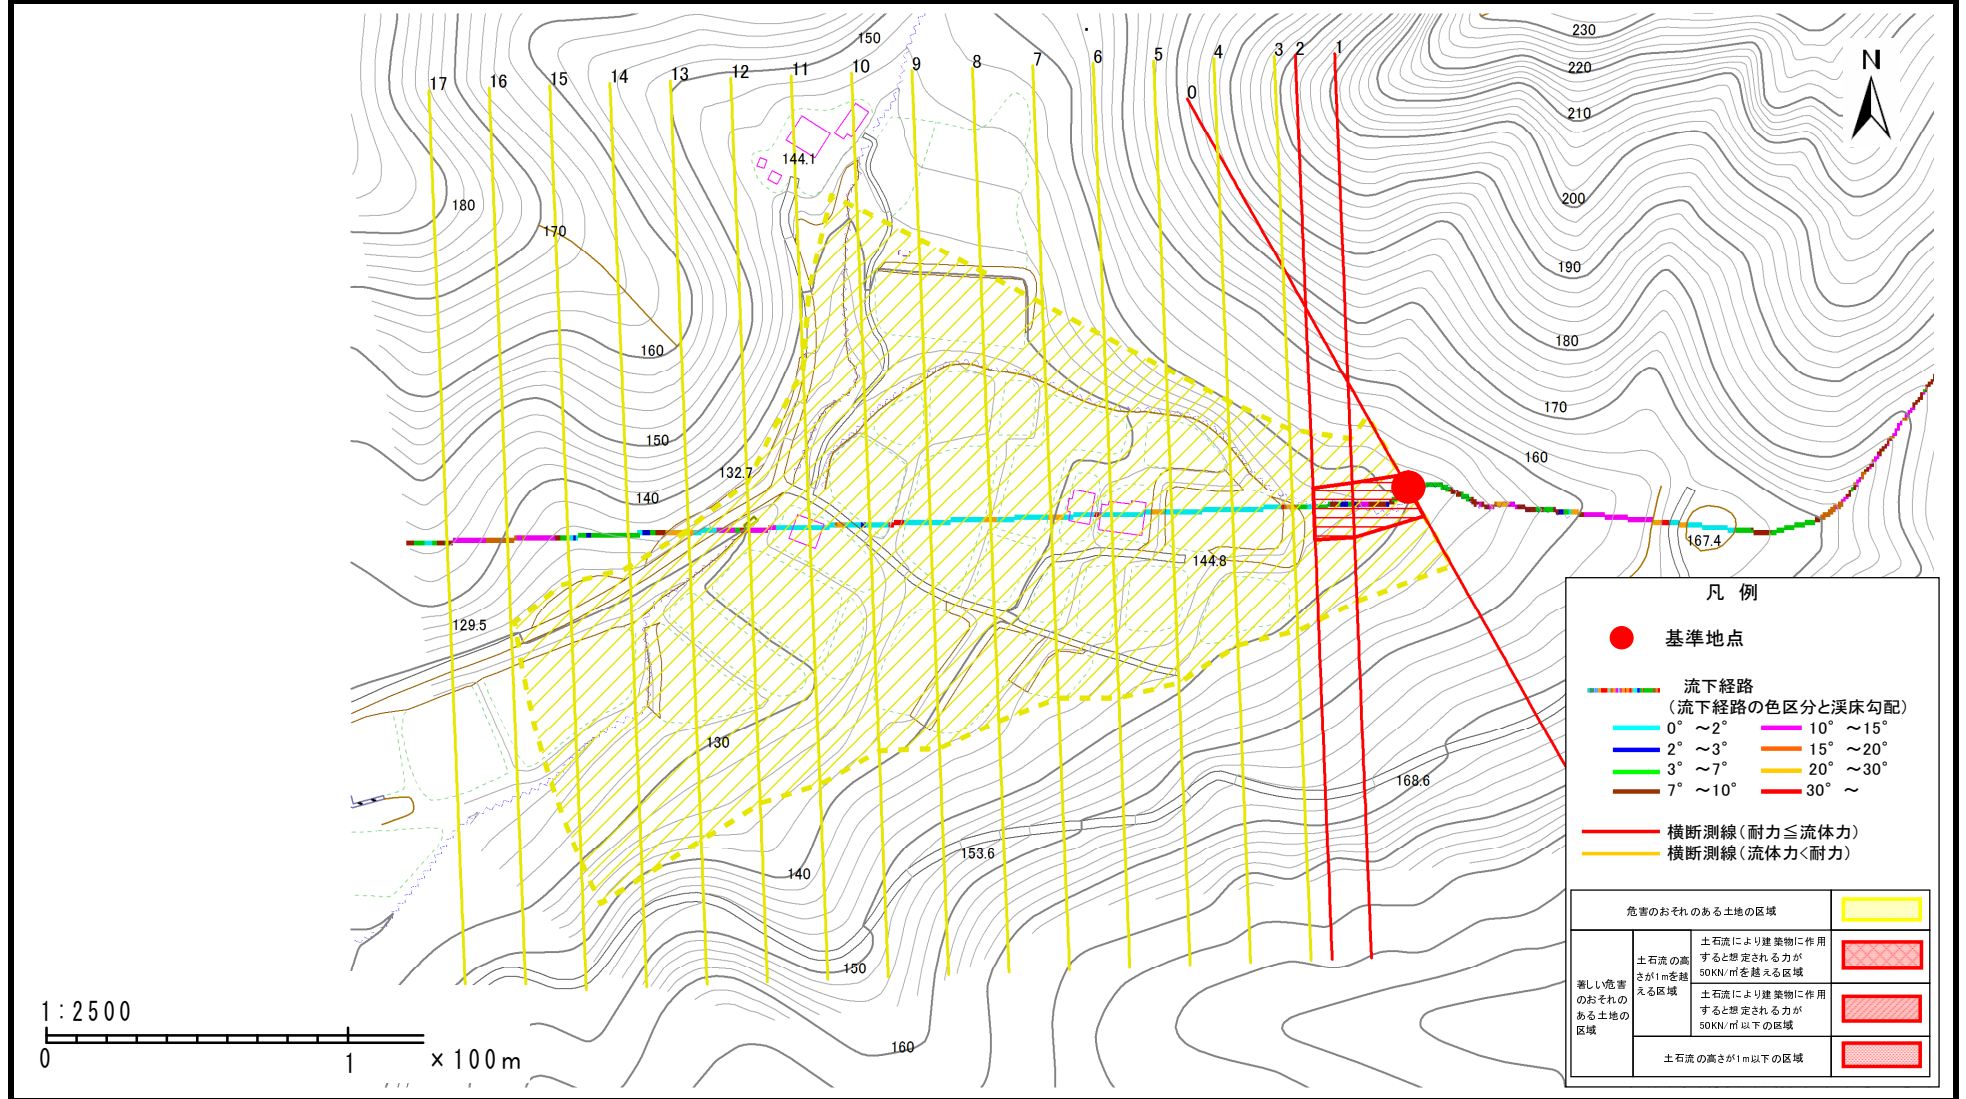 150
230
220
210
200
190
180
170
160
N
17
16
15
14
13
12
11
10
9
8
7
6
5
4
3
2
1
0
144.1
180
170
160
150
140
132.7
129.5
130
144.8
167.4
168.6
153.6
140
150
160
1:2500
0
1
×100m
凡 例
基準地点
流下経路
(流下経路の色区分と渓床勾配)
0° ~2° 10° ~15°
2° ~3° 15° ~20°
3° ~7° 20° ~30°
7° ~10° 30° ~
横断測線(耐力≦流体力)
横断測線(流体力<耐力)
危害のおそれのある土地の区域
著しい危害
のおそれの
ある土地の
区域
土石流の高
さが1mを越
える区域
土石流により建築物に作用
すると想定される力が
50KN/㎡を越える区域
土石流により建築物に作用
すると想定される力が
50KN/㎡以下の区域
土石流の高さが1m以下の区域